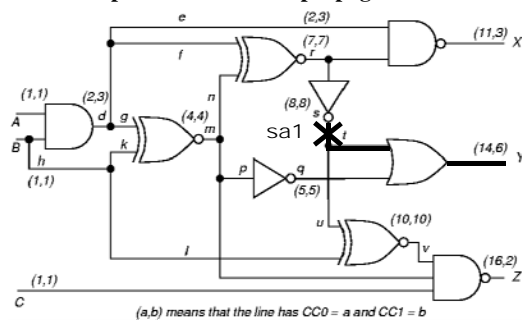 e
(2,3)
(11,3)
X
f
(7,7)
r
(1,1)
(2,3)
n
(8,8)
A
d
g
(4,4)
s
sa1
t
(14,6)
B
m
Y
h
k
p
q
(1,1)
(5,5)
u
(10,10)
l
v
(16,2)
(1,1)
Z
C
(a,b) means that the line has CC0 = a and CC1 = b